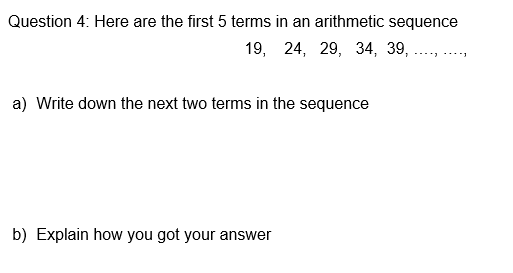 Question 4: Here are the first 5 terms in an arithmetic sequence
19, 24, 29, 34, 39, ...., ....,
a) Write down the next two terms in the sequence
b) Explain how you got your answer